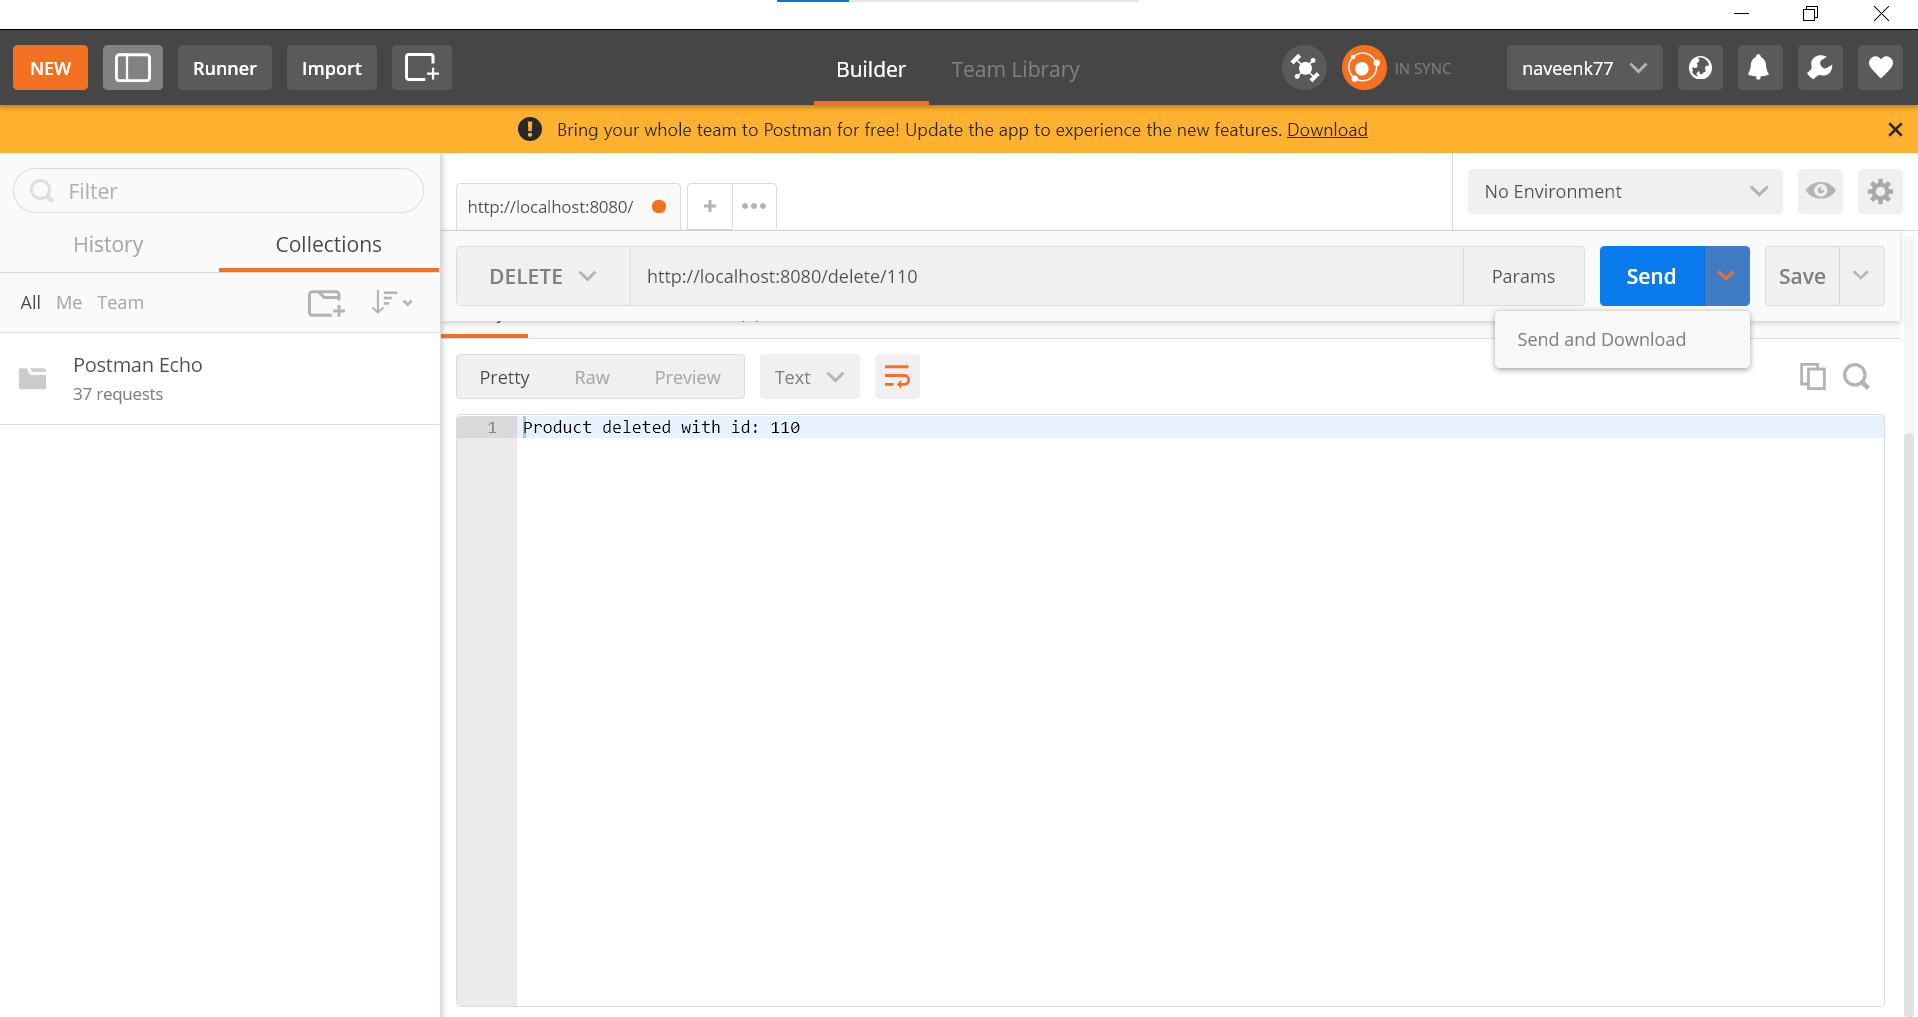 NEW Runner Import Builder Team Library IN SYNC naveenk77
Bring your whole team to Postman for free! Update the app to experience the new features. Download
Filter
History Collections
All Me Team
Postman Echo
37 requests
http://localhost:8080/ No Environment
DELETE http://localhost:8080/delete/110 Params Send Save
Send and Download
Pretty Raw Preview Text
1 Product deleted with id: 110